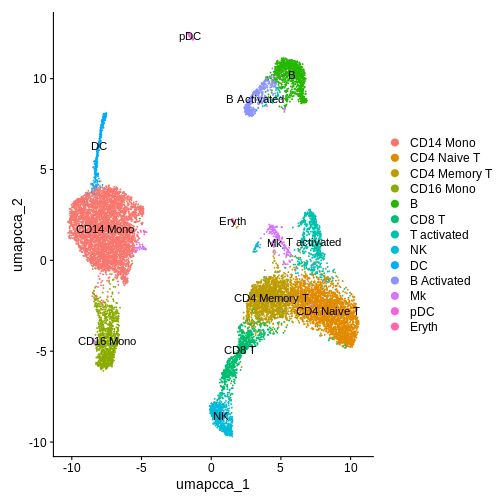 pDC
B
B Activated
DC
Eryth
CD14 Mono
Mk
T activated
CD4 Memory T
CD4 Naive T
CD16 Mono
CD8 T
NK
10
5
0
-5
-10
-10
-5
0
5
10
umapcca_1
umapcca_2
CD14 Mono
CD4 Naive T
CD4 Memory T
CD16 Mono
B
CD8 T
T activated
NK
DC
B Activated
Mk
pDC
Eryth